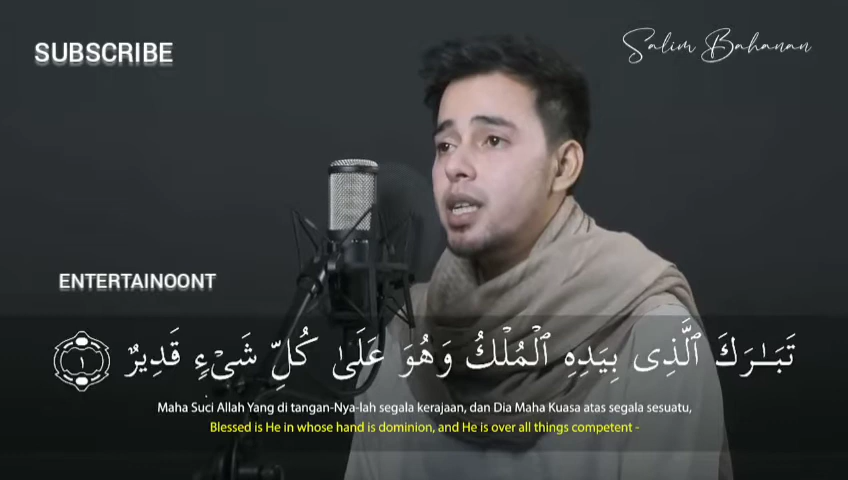 SUBSCRIBE
Salim Bahanan
ENTERTAINOONT
تَبَـٰرَكَ ٱلَّذِى بِيَدِهِ ٱلْمُلْكُ وَهُوَ عَلَىٰ كُلِّ شَىْءٍ قَدِيرٌ ١
Maha Suci Allah Yang di tangan-Nya-lah segala kerajaan, dan Dia Maha Kuasa atas segala sesuatu,
Blessed is He in whose hand is dominion, and He is over all things competent -